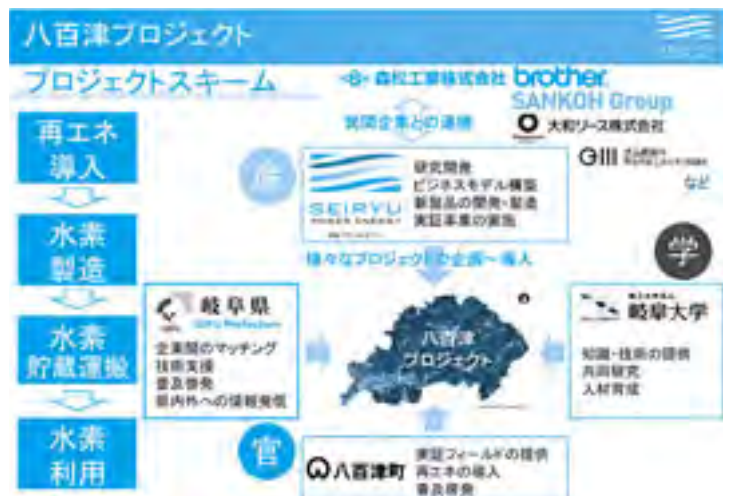 八百津プロジェクト
プロジェクトスキーム
再エネ
導入
水素
製造
水素
貯蔵運搬
水素
利用
森松工業株式会社 brother
SANKOH Group
民間企業との連携
大和リース株式会社
など
SEIRYU
研究開発
ビジネスモデル構築
新製品の開発・製造
実証事業の実施
様々なプロジェクトの企画～導入
学
岐阜県
企業間のマッチング
技術支援
普及啓発
県内外への情報発信
八百津
プロジェクト
岐阜大学
知識・技術の提供
共同研究
人材育成
官
八百津町
実証フィールドの提供
再エネの導入
普及啓発